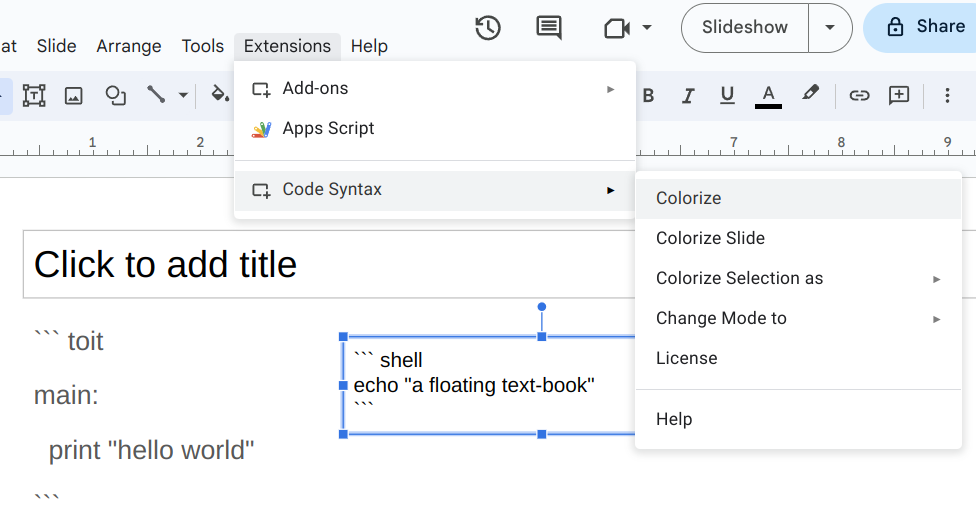 at Slide Arrange Tools Extensions Help
Slideshow
Share
Add-ons
B I U A
Apps Script
1 2 7 8 9
Code Syntax
Colorize
Colorize Slide
Colorize Selection as
Change Mode to
License
Help
Click to add title
``` toit
main:
print "hello world"
```
``` shell
echo "a floating text-book"
```